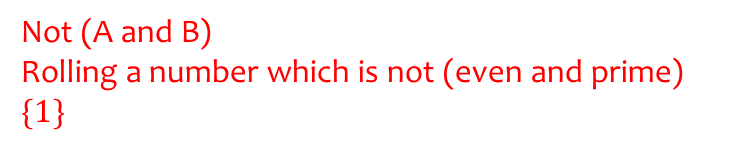 Not (A and B)
Rolling a number which is not (even and prime)
{1}